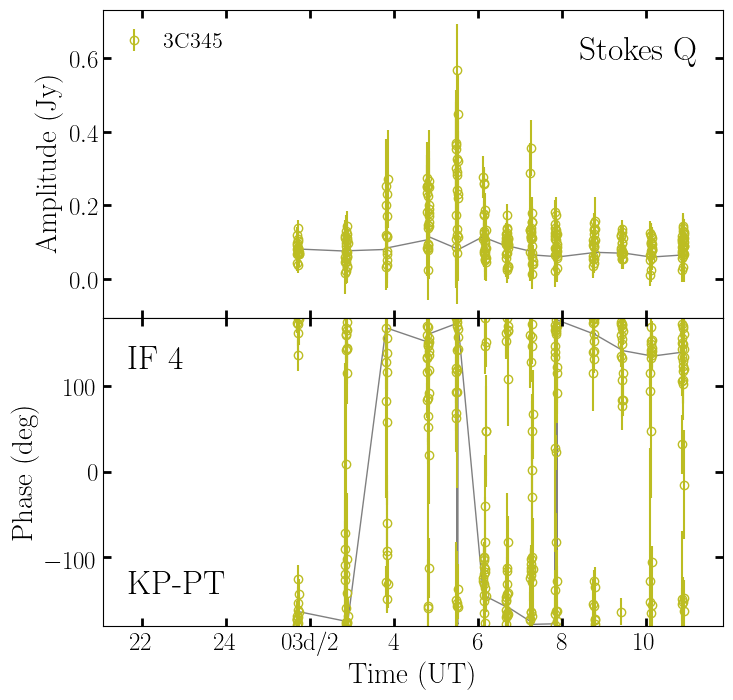 3C345
Stokes Q
Amplitude (Jy)
0.6
0.4
0.2
0.0
IF 4
KP-PT
Phase (deg)
100
0
−100
22 24 03d/2 4 6 8 10
Time (UT)